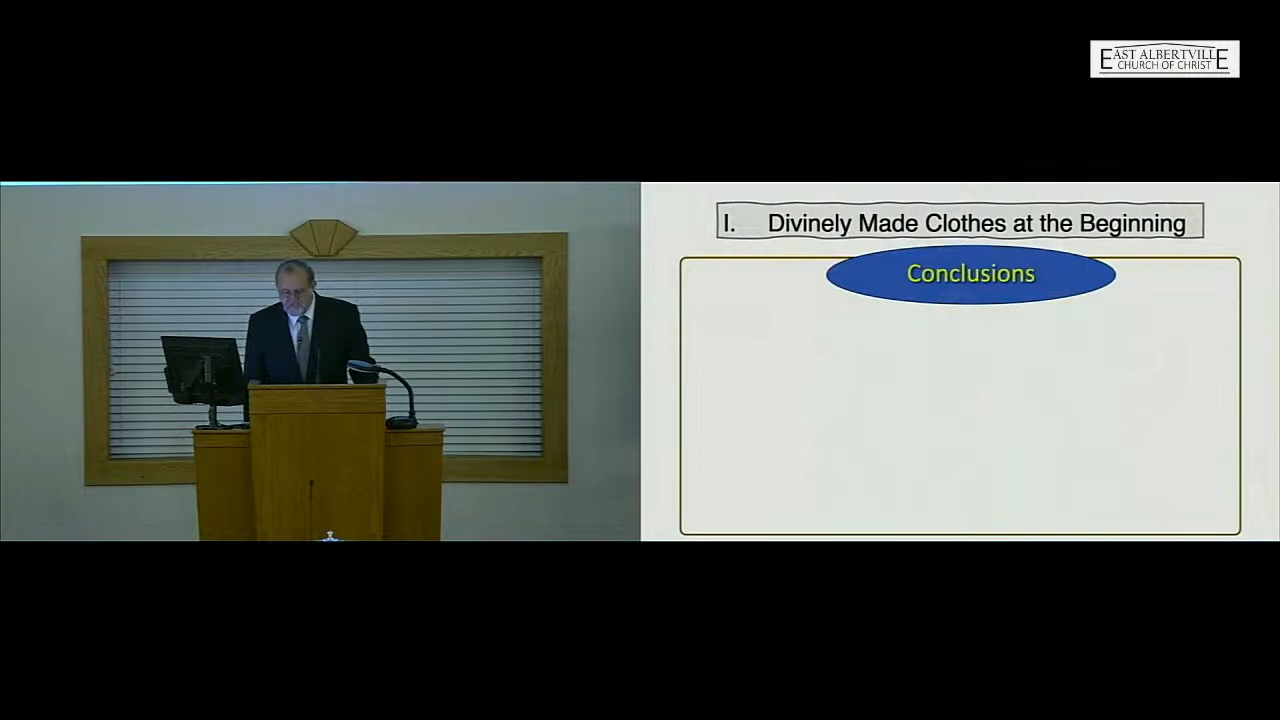 EAST ALBERTVILLE
CHURCH OF CHRIST
I. Divinely Made Clothes at the Beginning
Conclusions